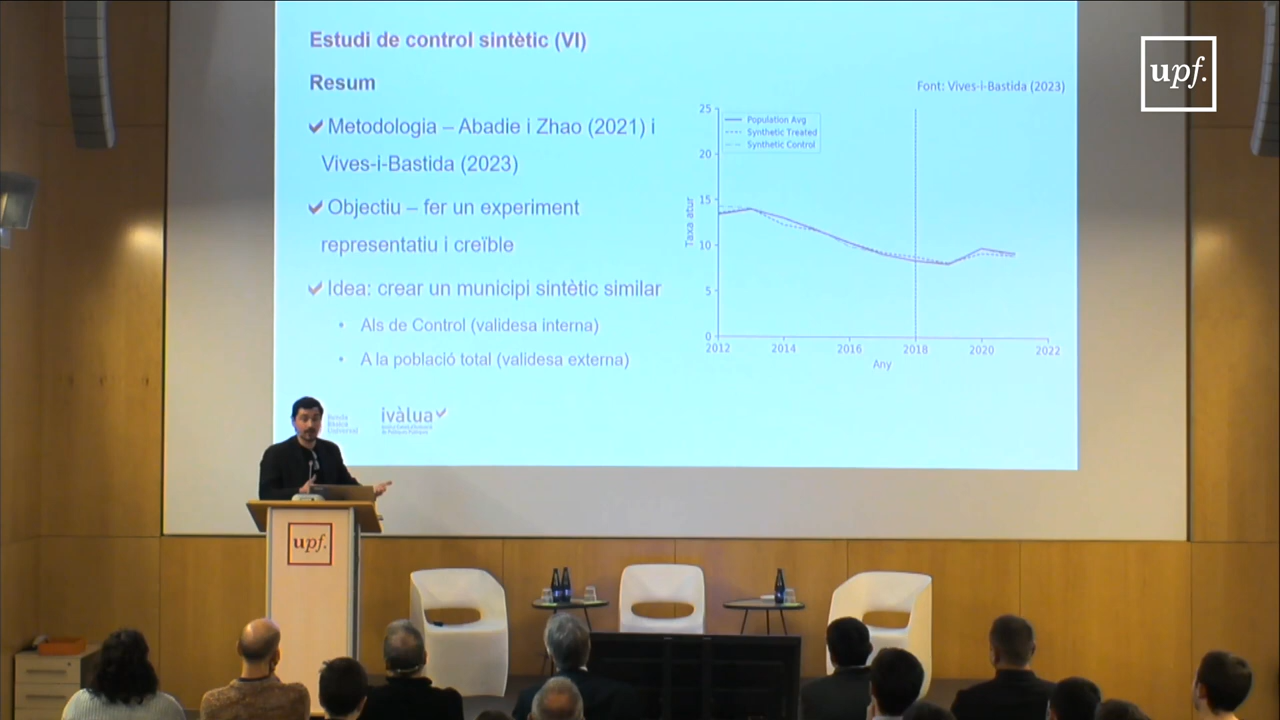 Estudi de control sintètic (VI)
Resum
Metodologia – Abadie i Zhao (2021) i
Vives-i-Bastida (2023)
Objectiu – fer un experiment
representatiu i creïble
Idea: crear un municipi sintètic similar
• Als de Control (validesa interna)
• A la població total (validesa externa)
ivàlua
Font: Vives-i-Bastida (2023)
Population Avg
Synthetic Treated
Synthetic Control
25
20
15
10
5
0
Taxa atur
2012 2014 2016 2018 2020 2022
Any
upf.
upf.